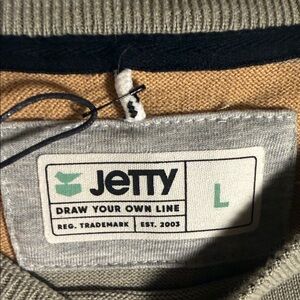 Jetty
DRAW YOUR OWN LINE
REG. TRADEMARK EST. 2003
L